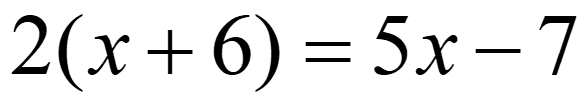 2(x + 6) = 5x − 7